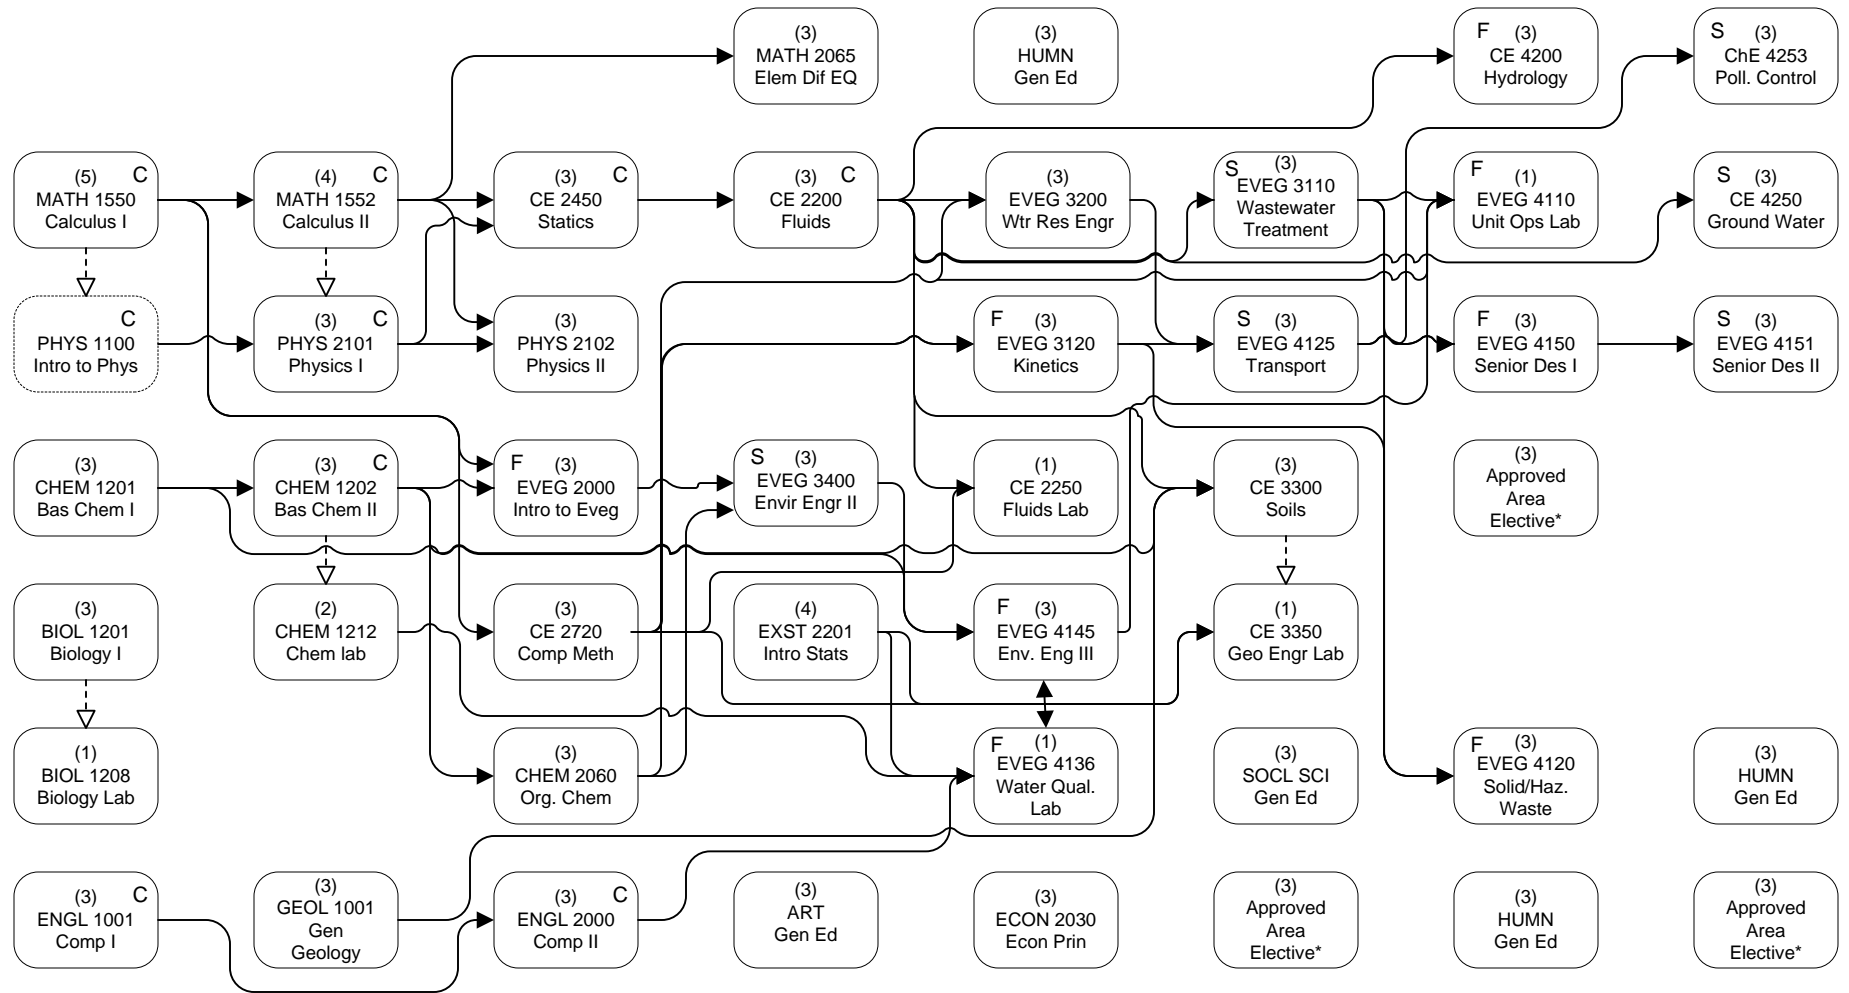 (3)
MATH 2065
Elem Dif EQ
(3)
HUMN
Gen Ed
F (3)
CE 4200
Hydrology
S (3)
ChE 4253
Poll. Control
(5) C
MATH 1550
Calculus I
(4) C
MATH 1552
Calculus II
(3) C
CE 2450
Statics
(3) C
CE 2200
Fluids
(3)
EVEG 3200
Wtr Res Engr
S (3)
EVEG 3110
Wastewater
Treatment
F (1)
EVEG 4110
Unit Ops Lab
S (3)
CE 4250
Ground Water
C
PHYS 1100
Intro to Phys
(3) C
PHYS 2101
Physics I
(3)
PHYS 2102
Physics II
F (3)
EVEG 3120
Kinetics
S (3)
EVEG 4125
Transport
F (3)
EVEG 4150
Senior Des I
S (3)
EVEG 4151
Senior Des II
(3)
CHEM 1201
Bas Chem I
(3) C
CHEM 1202
Bas Chem II
F (3)
EVEG 2000
Intro to Eveg
S (3)
EVEG 3400
Envir Engr II
(1)
CE 2250
Fluids Lab
(3)
CE 3300
Soils
(3)
Approved
Area
Elective*
(3)
BIOL 1201
Biology I
(2)
CHEM 1212
Chem lab
(3)
CE 2720
Comp Meth
(4)
EXST 2201
Intro Stats
F (3)
EVEG 4145
Env. Eng III
(1)
CE 3350
Geo Engr Lab
(1)
BIOL 1208
Biology Lab
(3)
CHEM 2060
Org. Chem
F (1)
EVEG 4136
Water Qual.
Lab
(3)
SOCL SCI
Gen Ed
F (3)
EVEG 4120
Solid/Haz.
Waste
(3)
HUMN
Gen Ed
(3) C
ENGL 1001
Comp I
(3)
GEOL 1001
Gen
Geology
(3) C
ENGL 2000
Comp II
(3)
ART
Gen Ed
(3)
ECON 2030
Econ Prin
(3)
Approved
Area
Elective*
(3)
HUMN
Gen Ed
(3)
Approved
Area
Elective*